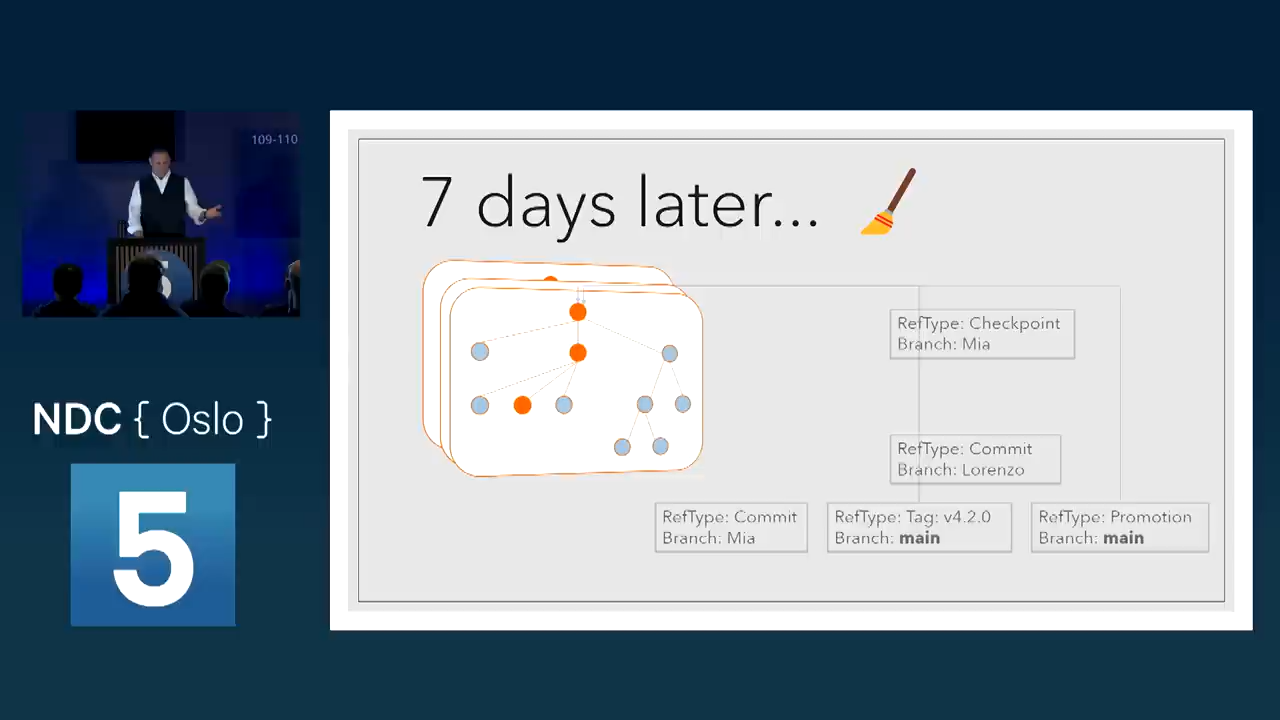 109-110
7 days later...
RefType: Checkpoint
Branch: Mia
RefType: Commit
Branch: Lorenzo
RefType: Commit
Branch: Mia
RefType: Tag: v4.2.0
Branch: main
RefType: Promotion
Branch: main
NDC { Oslo }
5